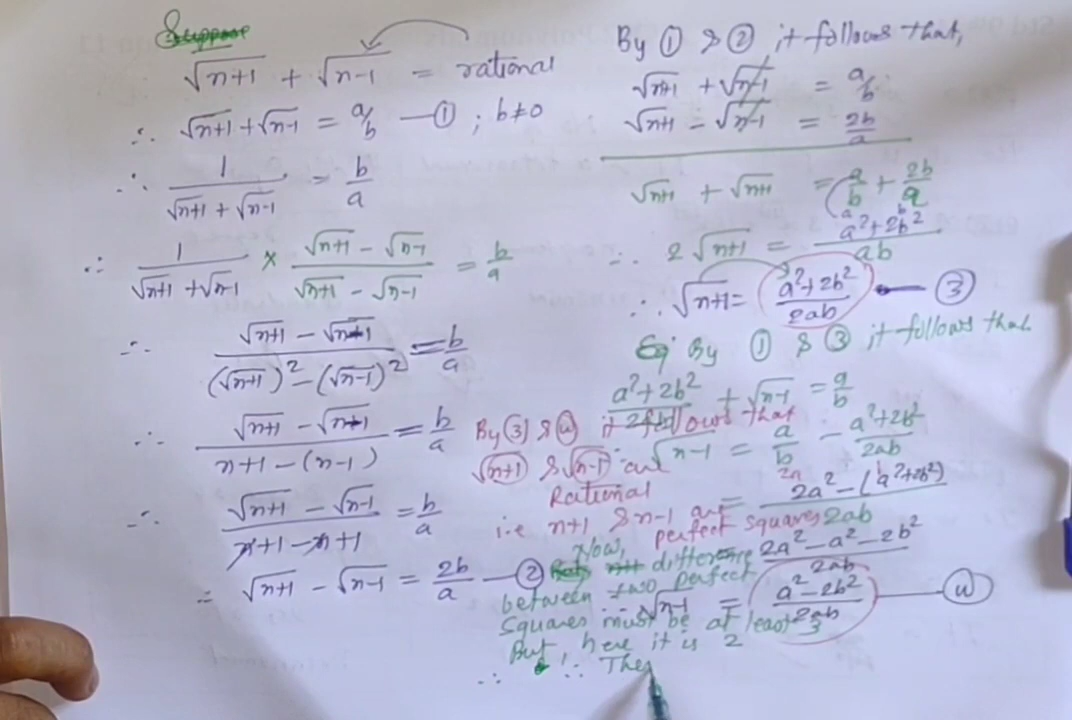 Suppose
√n+1 + √n-1 = rational
∴ √n+1 + √n-1 = a/b — ① ; b≠0
∴ 1/(√n+1 + √n-1) = b/a
∴ 1/(√n+1 + √n-1) × (√n+1 - √n-1)/(√n+1 - √n-1) = b/a
∴ (√n+1 - √n-1)/((√n+1)² - (√n-1)²) = b/a
∴ (√n+1 - √n-1)/(n+1 - (n-1)) = b/a
∴ (√n+1 - √n-1)/(n+1 - n+1) = b/a
∴ √n+1 - √n-1 = 2b/a — ②
By ① & ② it follows that,
√n+1 + √n-1 = a/b
√n+1 - √n-1 = 2b/a
√n+1 + √n+1 = a/b + 2b/a
∴ 2√n+1 = (a²+2b²)/ab
∴ √n+1 = (a²+2b²)/2ab — ③
By ① & ③ it follows that
(a²+2b²)/2ab + √n-1 = a/b
√n-1 = a/b - (a²+2b²)/2ab
= (2a² - (a²+2b²))/2ab
(2a² - a² - 2b²)/2ab
∴ √n-1 = (a² - 2b²)/2ab — ④
By ③ & ④ it follows that
√n+1 & √n-1 are
Rational
i.e n+1 & n-1 are
perfect squares
Now,
difference
between two perfect
squares must be at least 3
But here it is 2
∴ The